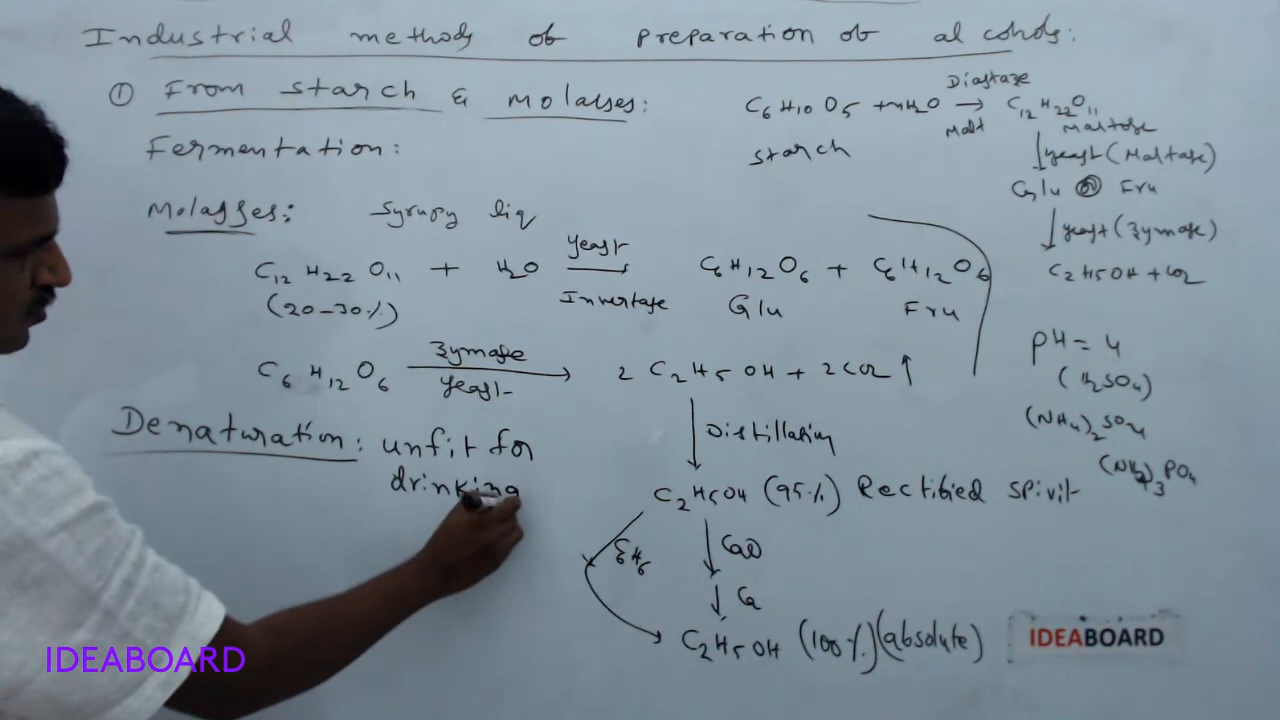 Industrial methods of preparation of alcohols:
① From starch & Molasses:
Fermentation:
C6H10O5 + nH2O → C12H22O11
Diastase
Malt
Maltose
starch
↓ yeast (Maltase)
Glu Fru
↓ yeast (Zymase)
C2H5OH + CO2
Molasses: Syrupy liq
C12H22O11 + H2O → C6H12O6 + C6H12O6
yeast
Invertase
(20-30%)
Glu
Fru
C6H12O6 → 2 C2H5OH + 2CO2 ↑
Zymase
yeast
pH = 4
(H2SO4)
(NH4)2SO4
(NH4)3PO4
Denaturation: unfit for
drinking
↓ Distillation
C2H5OH (95%) Rectified spirit
↓ CaO
C6H6
↓ Ca
C2H5OH (100%) (absolute)
IDEABOARD
IDEABOARD